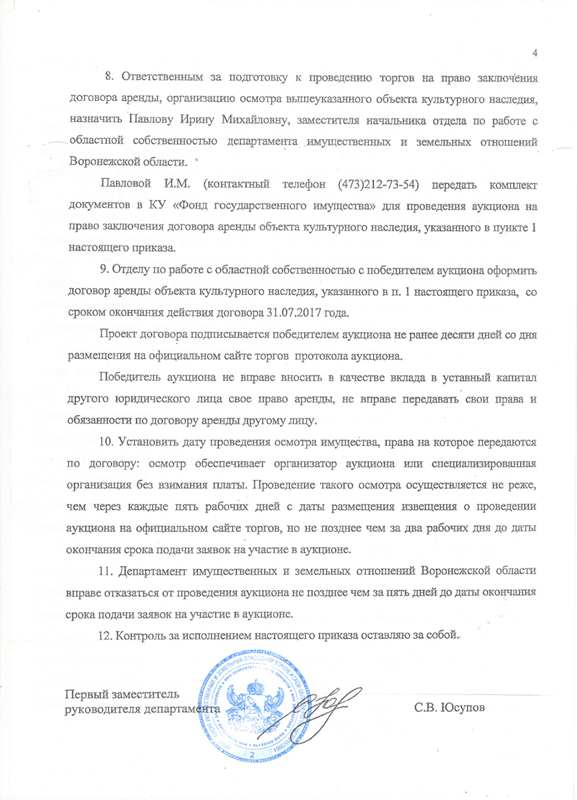 4
8. Ответственным за подготовку к проведению торгов на право заключения
договора аренды, организацию осмотра вышеуказанного объекта культурного наследия,
назначить Павлову Ирину Михайловну, заместителя начальника отдела по работе с
областной собственностью департамента имущественных и земельных отношений
Воронежской области.
Павловой И.М. (контактный телефон (473)212-73-54) передать комплект
документов в КУ «Фонд государственного имущества» для проведения аукциона на
право заключения договора аренды объекта культурного наследия, указанного в пункте 1
настоящего приказа.
9. Отделу по работе с областной собственностью с победителем аукциона оформить
договор аренды объекта культурного наследия, указанного в п. 1 настоящего приказа, со
сроком окончания действия договора 31.07.2017 года.
Проект договора подписывается победителем аукциона не ранее десяти дней со дня
размещения на официальном сайте торгов протокола аукциона.
Победитель аукциона не вправе вносить в качестве вклада в уставный капитал
другого юридического лица свое право аренды, не вправе передавать свои права и
обязанности по договору аренды другому лицу.
10. Установить дату проведения осмотра имущества, права на которое передаются
по договору: осмотр обеспечивает организатор аукциона или специализированная
организация без взимания платы. Проведение такого осмотра осуществляется не реже,
чем через каждые пять рабочих дней с даты размещения извещения о проведении
аукциона на официальном сайте торгов, но не позднее чем за два рабочих дня до даты
окончания срока подачи заявок на участие в аукционе.
11. Департамент имущественных и земельных отношений Воронежской области
вправе отказаться от проведения аукциона не позднее чем за пять дней до даты окончания
срока подачи заявок на участие в аукционе.
12. Контроль за исполнением настоящего приказа оставляю за собой.
Первый заместитель
руководителя департамента
С.В. Юсупов
2